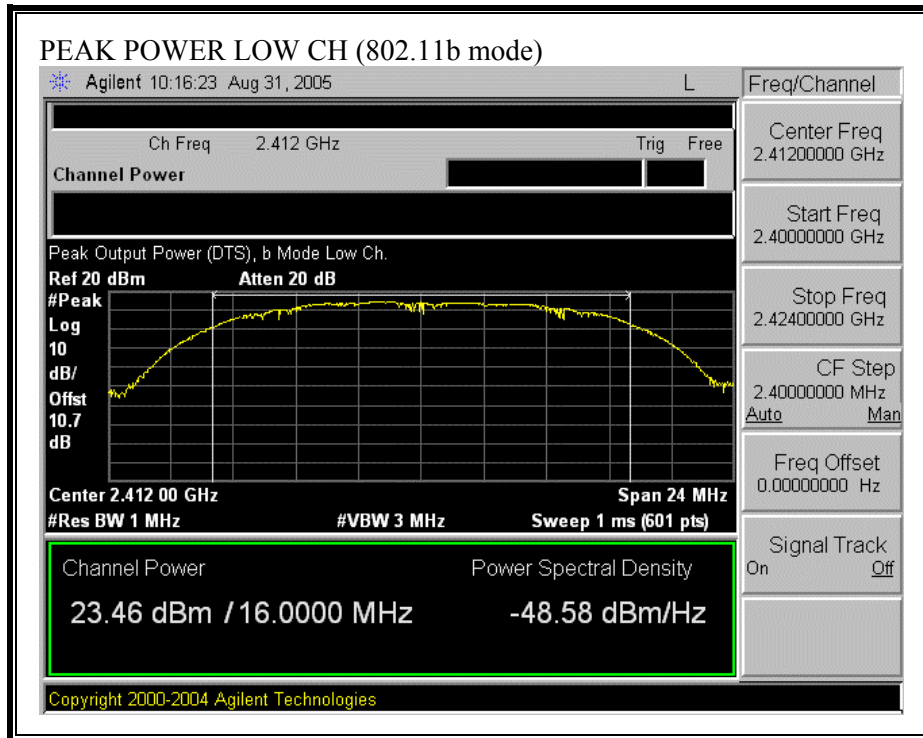 PEAK POWER LOW CH (802.11b mode)
Agilent 10:16:23 Aug 31, 2005 L
Freq/Channel
Ch Freq 2.412 GHz Trig Free
Channel Power
Center Freq
2.41200000 GHz
Start Freq
2.40000000 GHz
Peak Output Power (DTS), b Mode Low Ch.
Ref 20 dBm Atten 20 dB
#Peak
Log
10
dB/
Offst
10.7
dB
Stop Freq
2.42400000 GHz
CF Step
2.40000000 MHz
Auto Man
Freq Offset
0.00000000 Hz
Center 2.412 00 GHz Span 24 MHz
#Res BW 1 MHz #VBW 3 MHz Sweep 1 ms (601 pts)
Signal Track
On Off
Channel Power Power Spectral Density
23.46 dBm / 16.0000 MHz -48.58 dBm/Hz
Copyright 2000-2004 Agilent Technologies